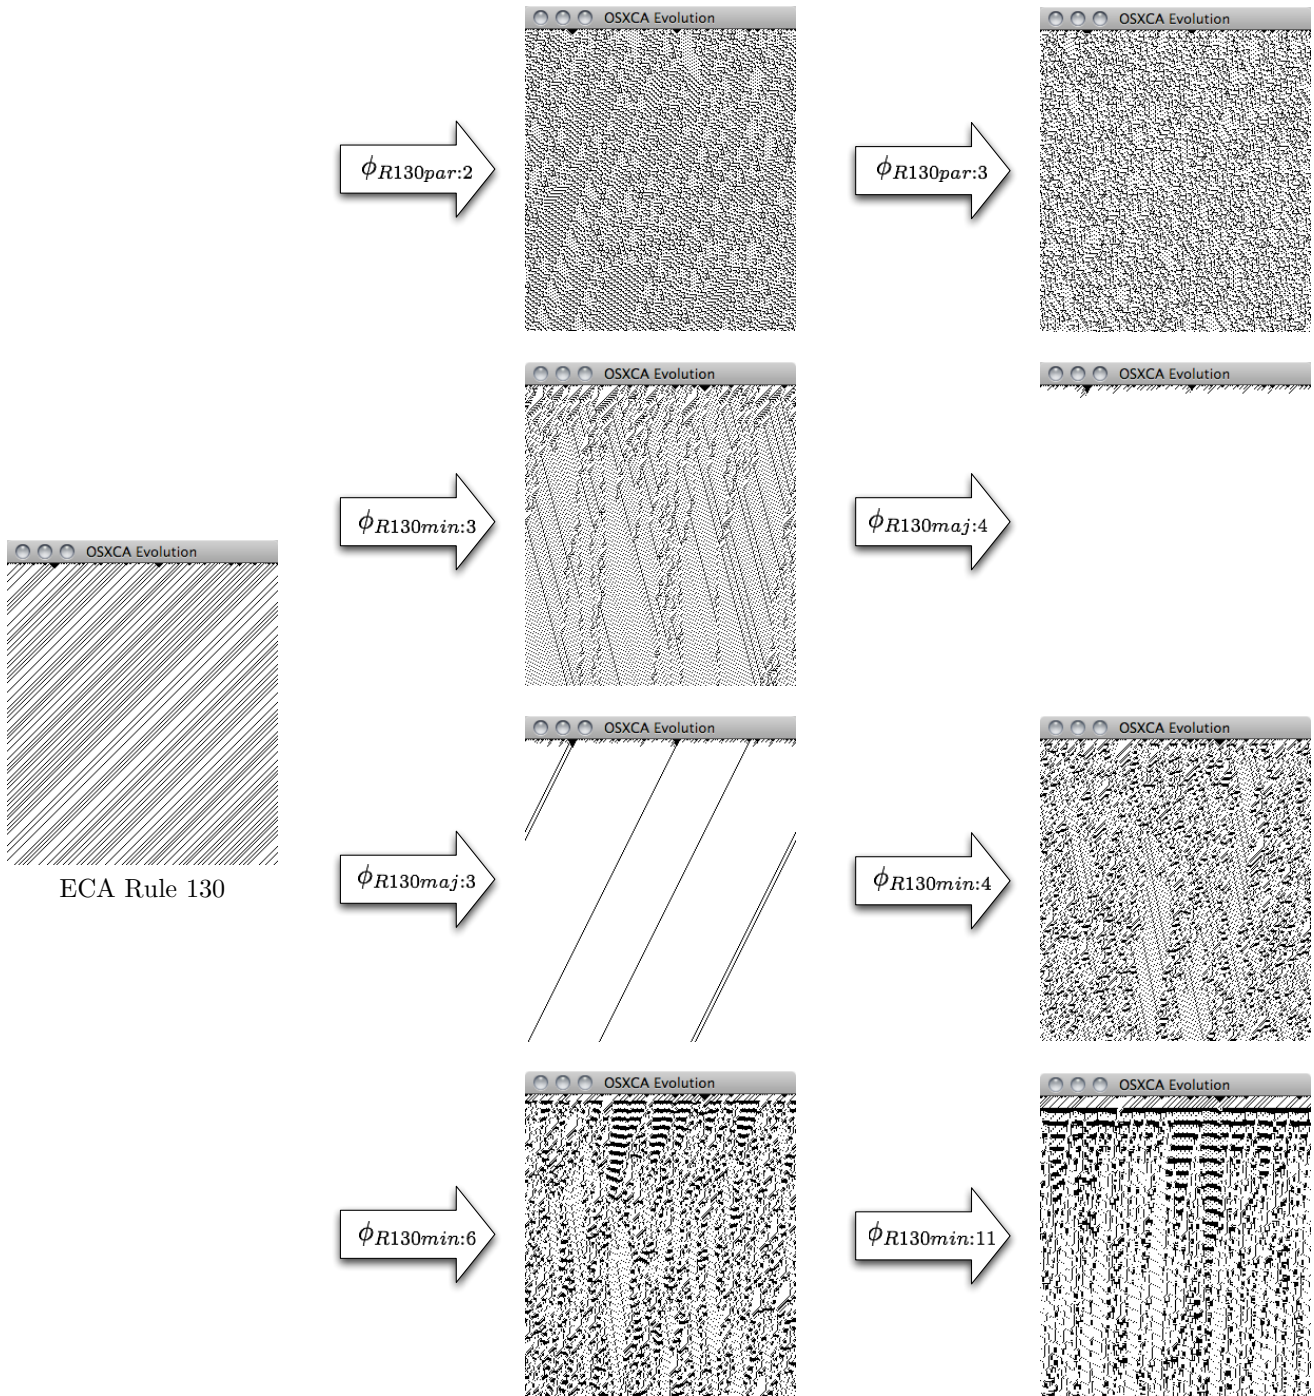 OSXCA Evolution
OSXCA Evolution
ϕR130par:2
ϕR130par:3
OSXCA Evolution
OSXCA Evolution
ϕR130min:3
ϕR130maj:4
OSXCA Evolution
ECA Rule 130
OSXCA Evolution
OSXCA Evolution
ϕR130maj:3
ϕR130min:4
OSXCA Evolution
OSXCA Evolution
ϕR130min:6
ϕR130min:11